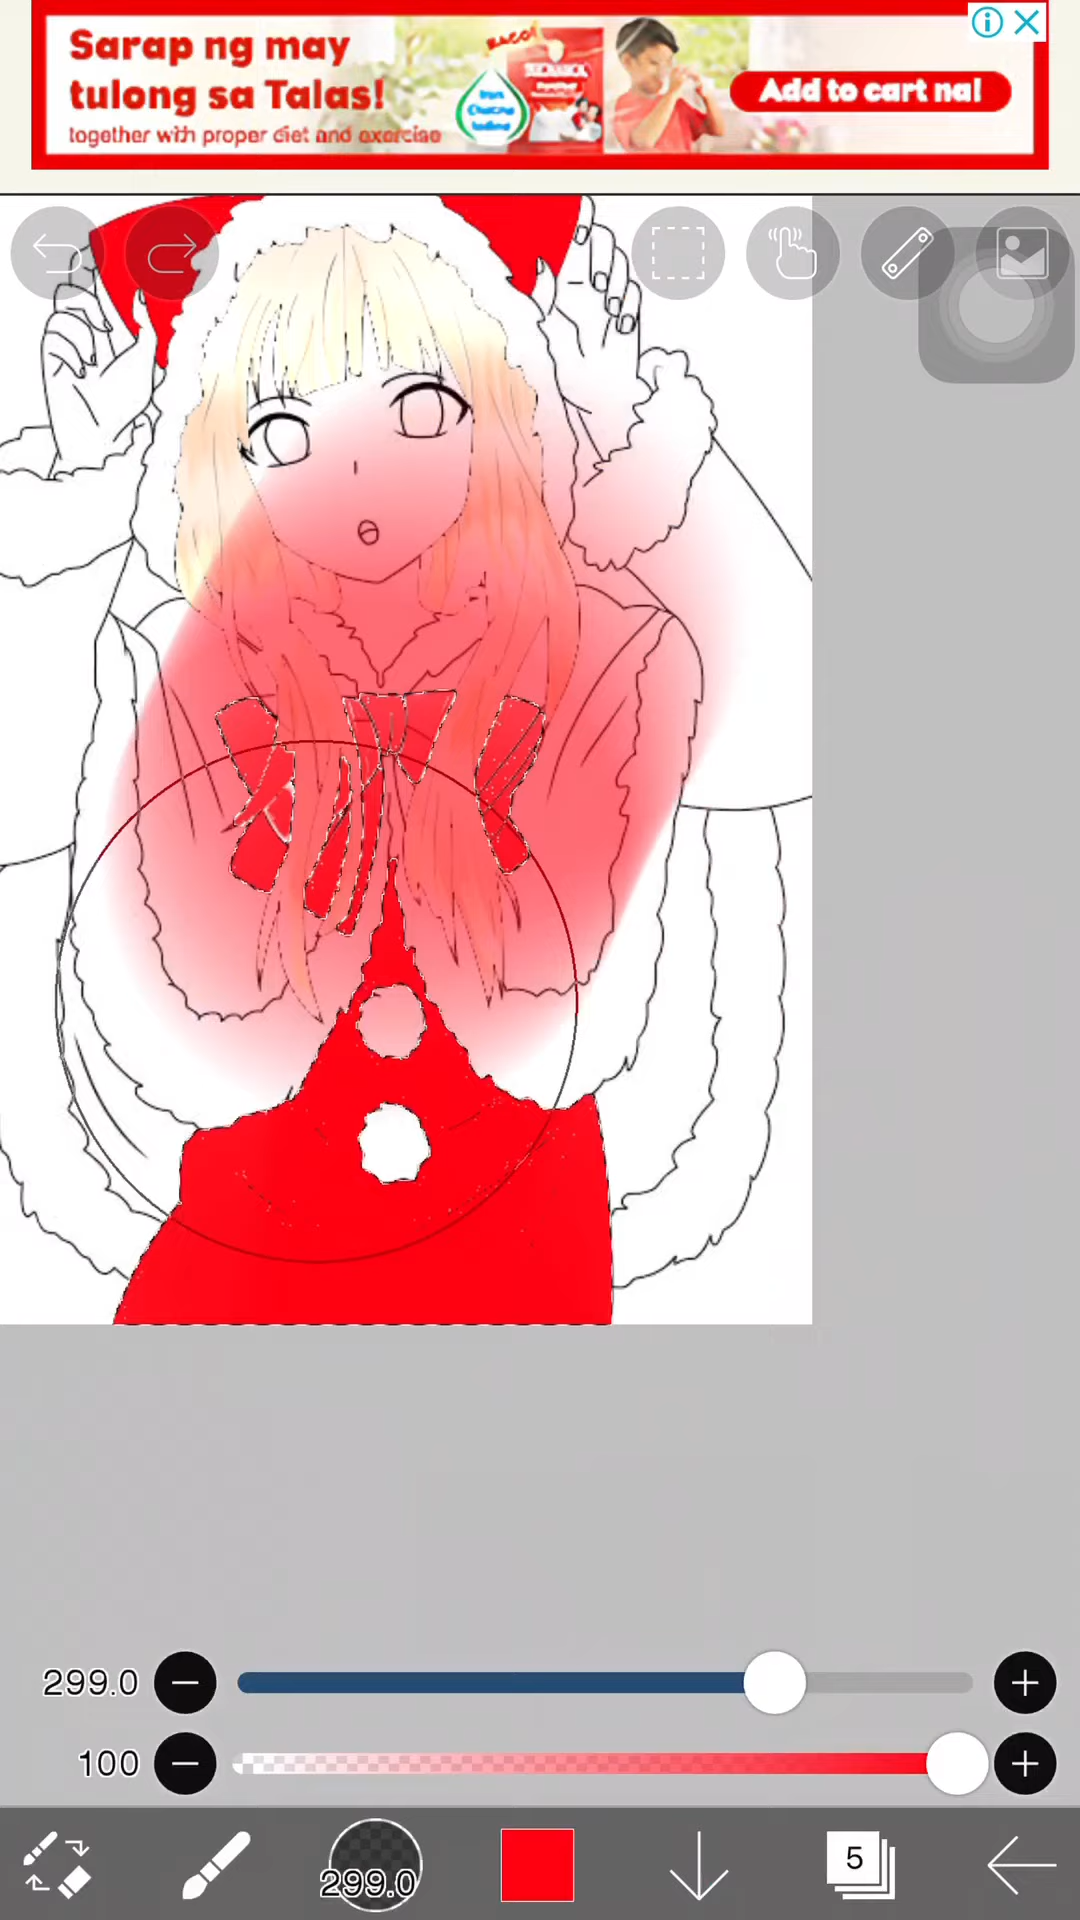 Sarap ng may
tulong sa Talas!
together with proper diet and exercise
Iron
Add to cart na!
299.0
100
299.0
5